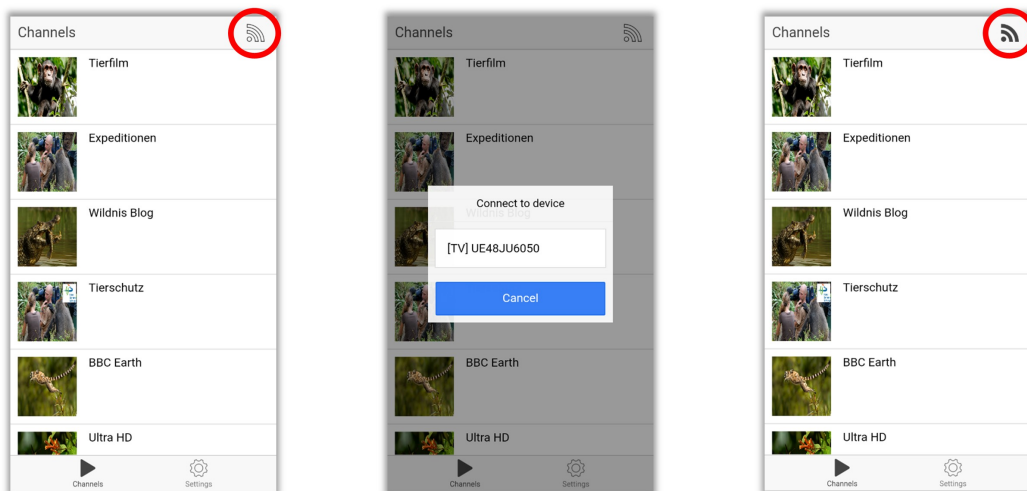 Channels
Tierfilm
Expeditionen
Wildnis Blog
Tierschutz
BBC Earth
Ultra HD
Channels
Settings
Channels
Tierfilm
Expeditionen
Connect to device
Wildnis Blog
[TV] UE48JU6050
Cancel
Tierschutz
BBC Earth
Ultra HD
Channels
Settings
Channels
Tierfilm
Expeditionen
Wildnis Blog
Tierschutz
BBC Earth
Ultra HD
Channels
Settings